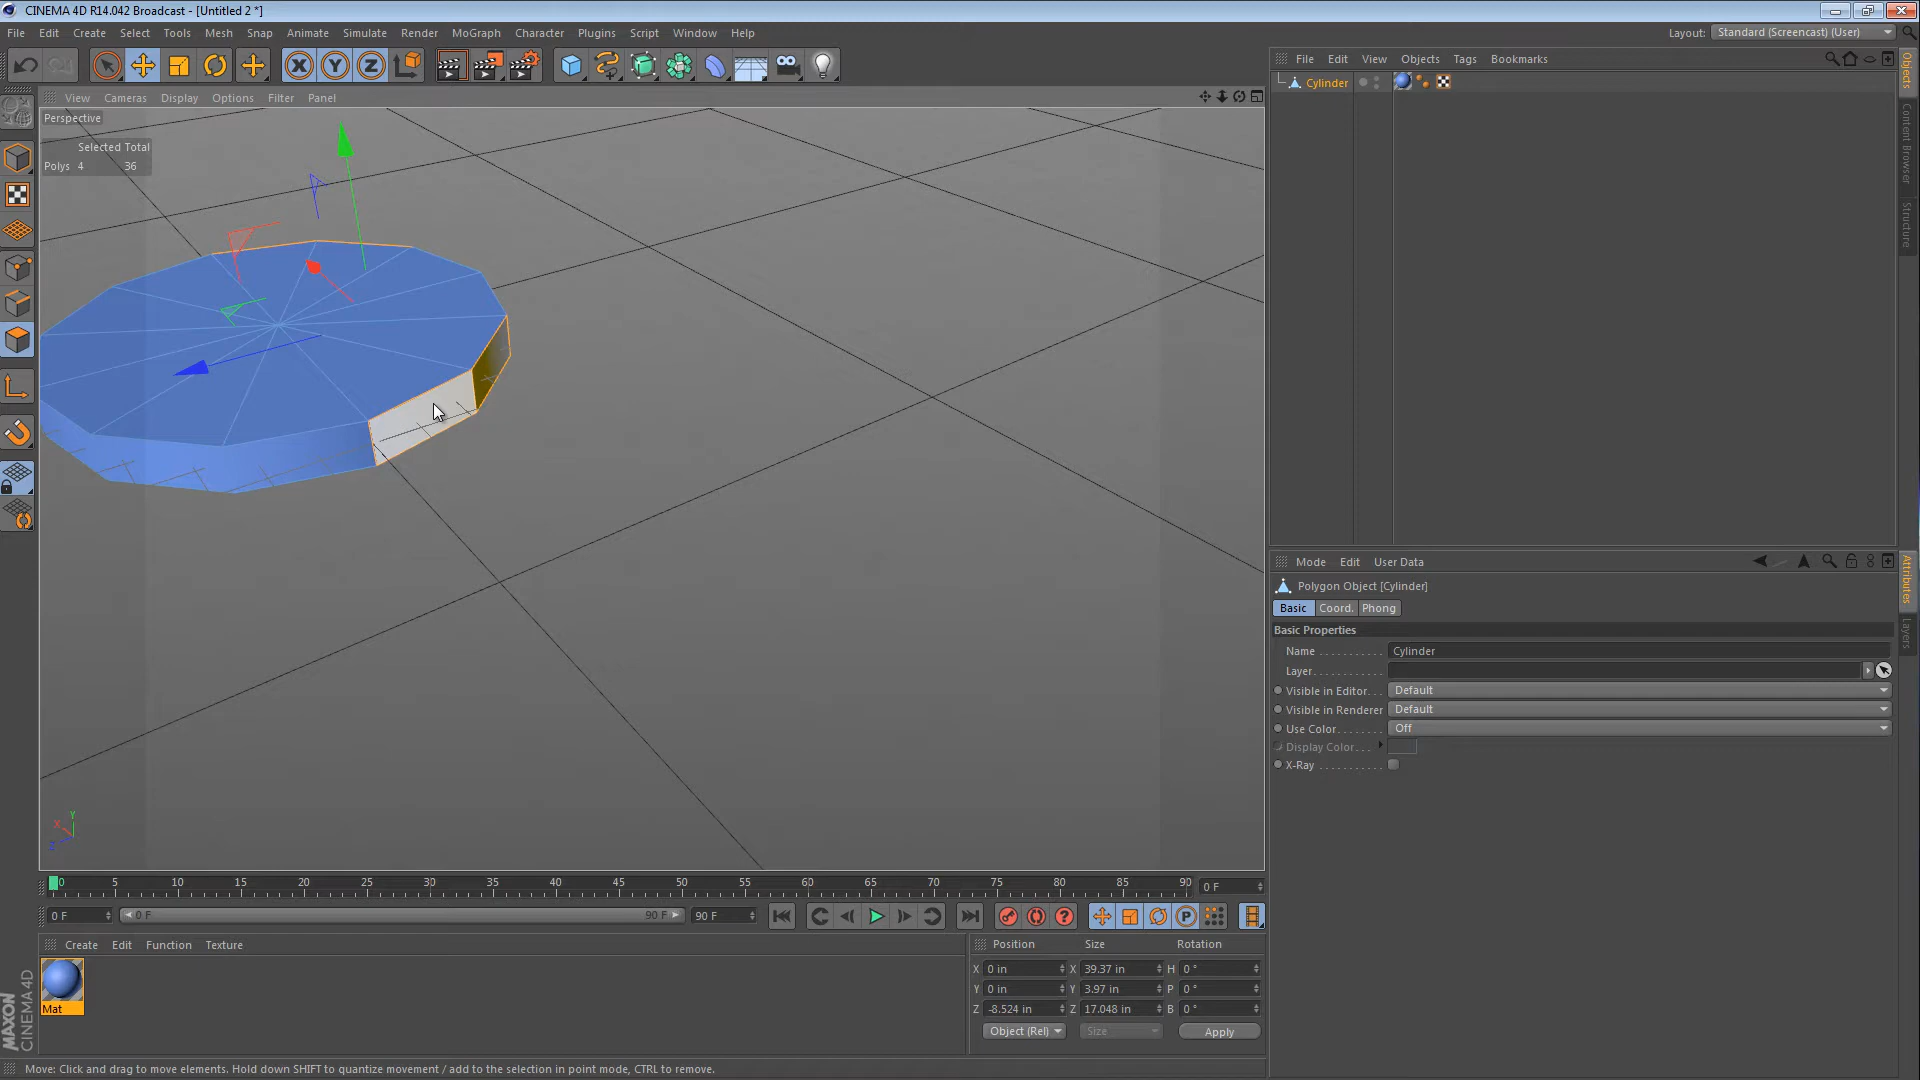 CINEMA 4D R14.042 Broadcast - [Untitled 2 *]
File Edit Create Select Tools Mesh Snap Animate Simulate Render MoGraph Character Plugins Script Window Help
Layout: Standard (Screencast) (User)
X Y Z
File Edit View Objects Tags Bookmarks
Cylinder
View Cameras Display Options Filter Panel
Perspective
Selected Total
Polys 4 36
Objects
Content Browser
Structure
Mode Edit User Data
Polygon Object [Cylinder]
Basic Coord. Phong
Basic Properties
Name Cylinder
Layer
Visible in Editor Default
Visible in Renderer Default
Use Color Off
Display Color
X-Ray
Attributes
Layers
Y
X
Z
0 5 10 15 20 25 30 35 40 45 50 55 60 65 70 75 80 85 90 0 F
0 F 0 F 90 F 90 F
P
Create Edit Function Texture
Mat
Position Size Rotation
X 0 in X 39.37 in H 0 °
Y 0 in Y 3.97 in P 0 °
Z -8.524 in Z 17.048 in B 0 °
Object (Rel) Size Apply
MAXON CINEMA 4D
Move: Click and drag to move elements. Hold down SHIFT to quantize movement / add to the selection in point mode, CTRL to remove.